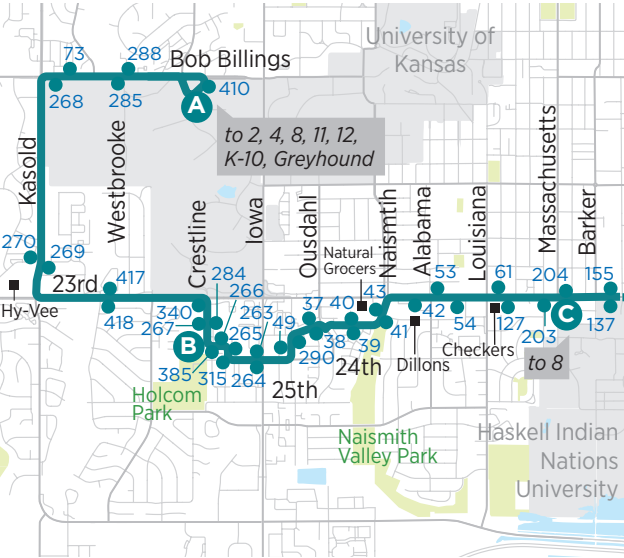 University of
Kansas
73
288
Bob Billings
268
285
410
A
to 2, 4, 8, 11, 12,
K-10, Greyhound
Kasold
Westbrooke
Crestline
Iowa
Ousdahl
Naismtih
Alabama
Louisiana
Massachusetts
Barker
270
269
Natural
Grocers
23rd
417
284
266
263
53
61
204
155
Hy-Vee
418
340
267
265
49
37
40
43
42
54
127
203
C
137
B
38
39
41
290
Dillons
Checkers
to 8
385
315
264
24th
25th
Holcom
Park
Naismith
Valley Park
Haskell Indian
Nations
University